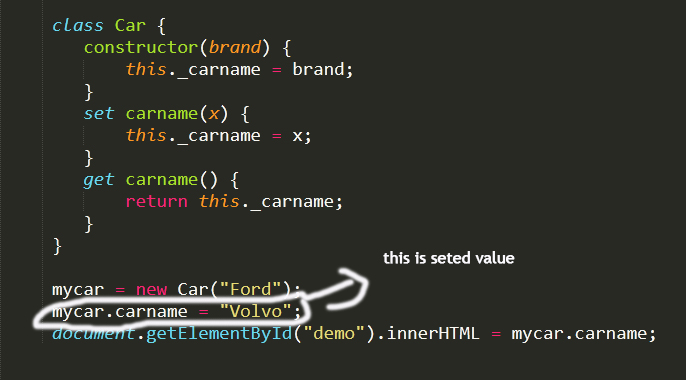 class Car {
constructor(brand) {
this._carname = brand;
}
set carname(x) {
this._carname = x;
}
get carname() {
return this._carname;
}
}
this is seted value
mycar = new Car("Ford");
mycar.carname = "Volvo";
document.getElementById("demo").innerHTML = mycar.carname;